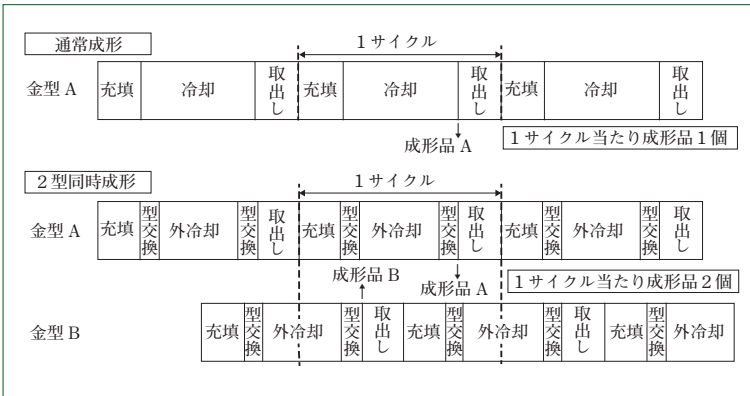 通常成形
1サイクル
金型 A
充填 冷却 取出し 充填 冷却 取出し 充填 冷却 取出し
成形品 A
1サイクル当たり成形品1個
2型同時成形
1サイクル
金型 A
充填 型交換 外冷却 型交換 取出し 充填 型交換 外冷却 型交換 取出し 充填 型交換 外冷却 型交換 取出し
成形品 B
成形品 A
1サイクル当たり成形品2個
金型 B
充填 型交換 外冷却 型交換 取出し 充填 型交換 外冷却 型交換 取出し 充填 型交換 外冷却